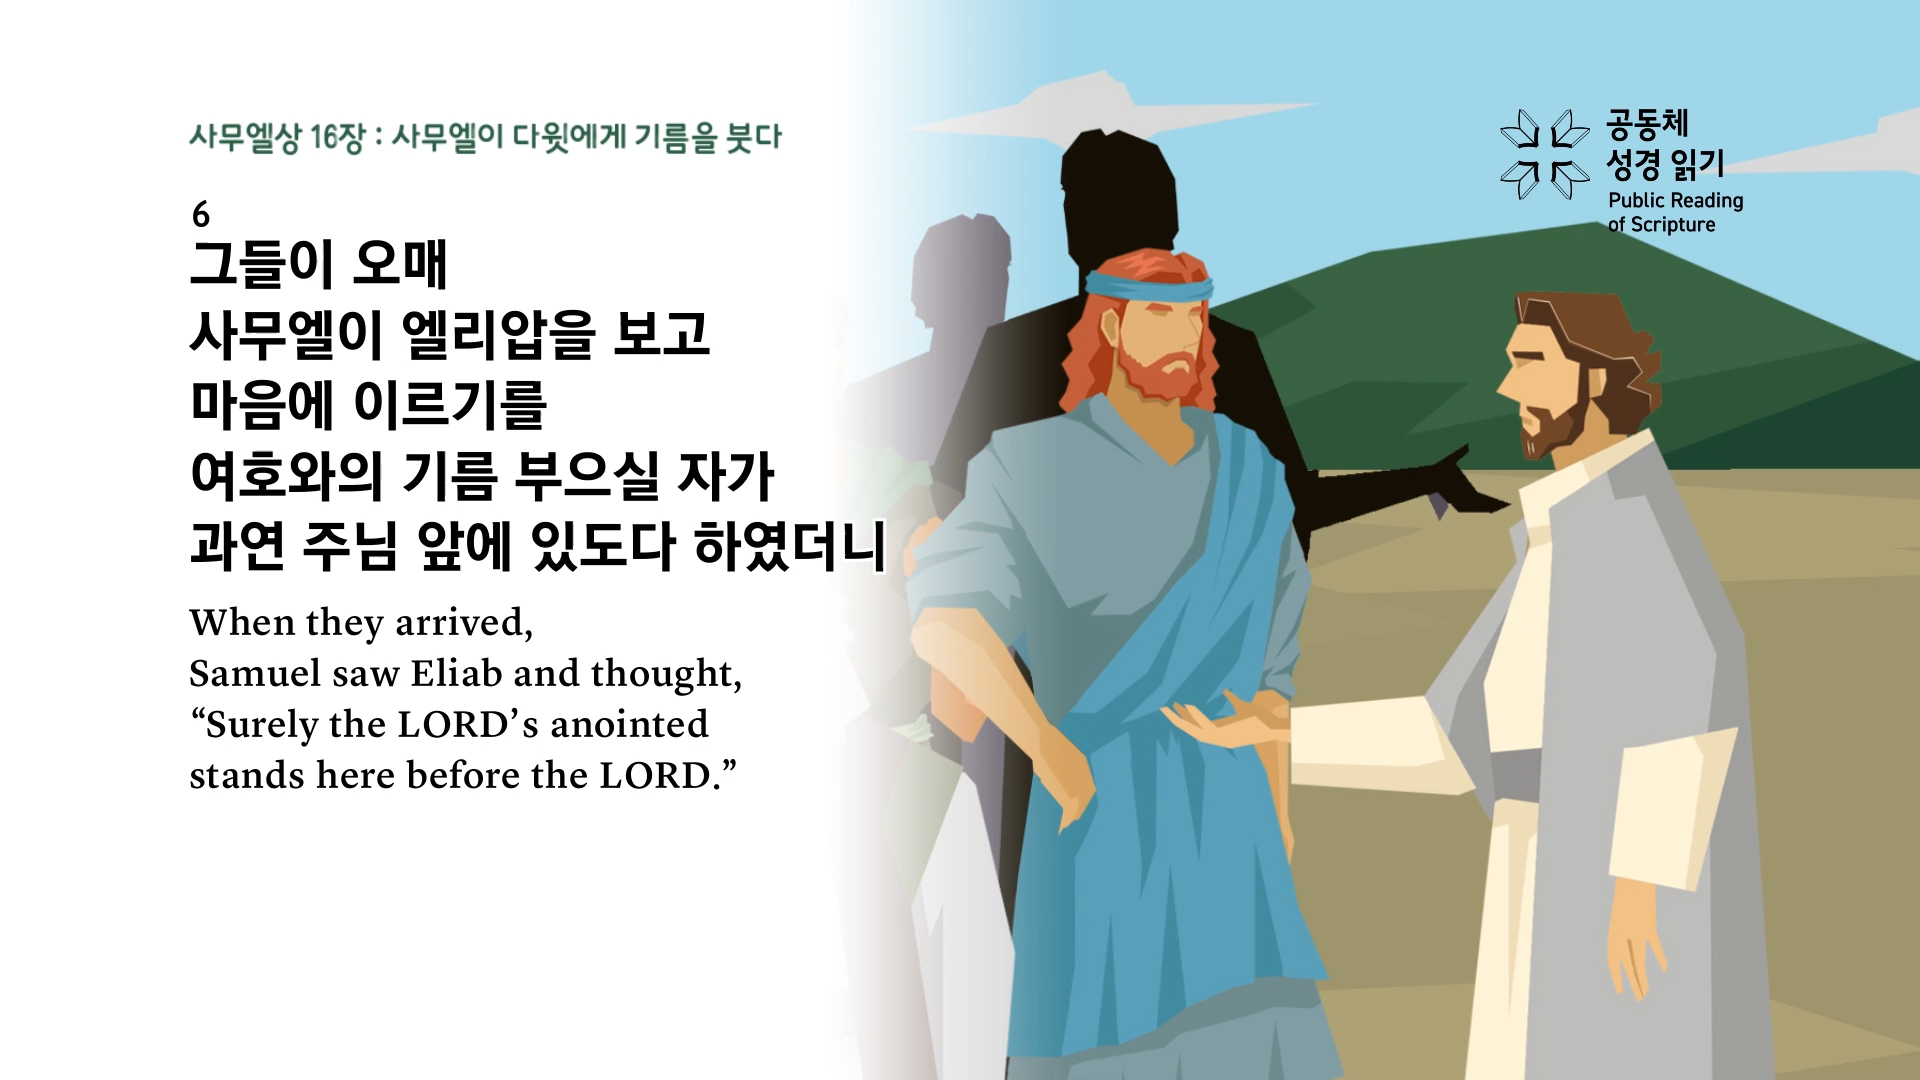 사무엘상 16장 : 사무엘이 다윗에게 기름을 붓다
6
그들이 오매
사무엘이 엘리압을 보고
마음에 이르기를
여호와의 기름 부으실 자가
과연 주님 앞에 있도다 하였더니
When they arrived,
Samuel saw Eliab and thought,
“Surely the LORD’s anointed
stands here before the LORD.”
공동체
성경 읽기
Public Reading
of Scripture